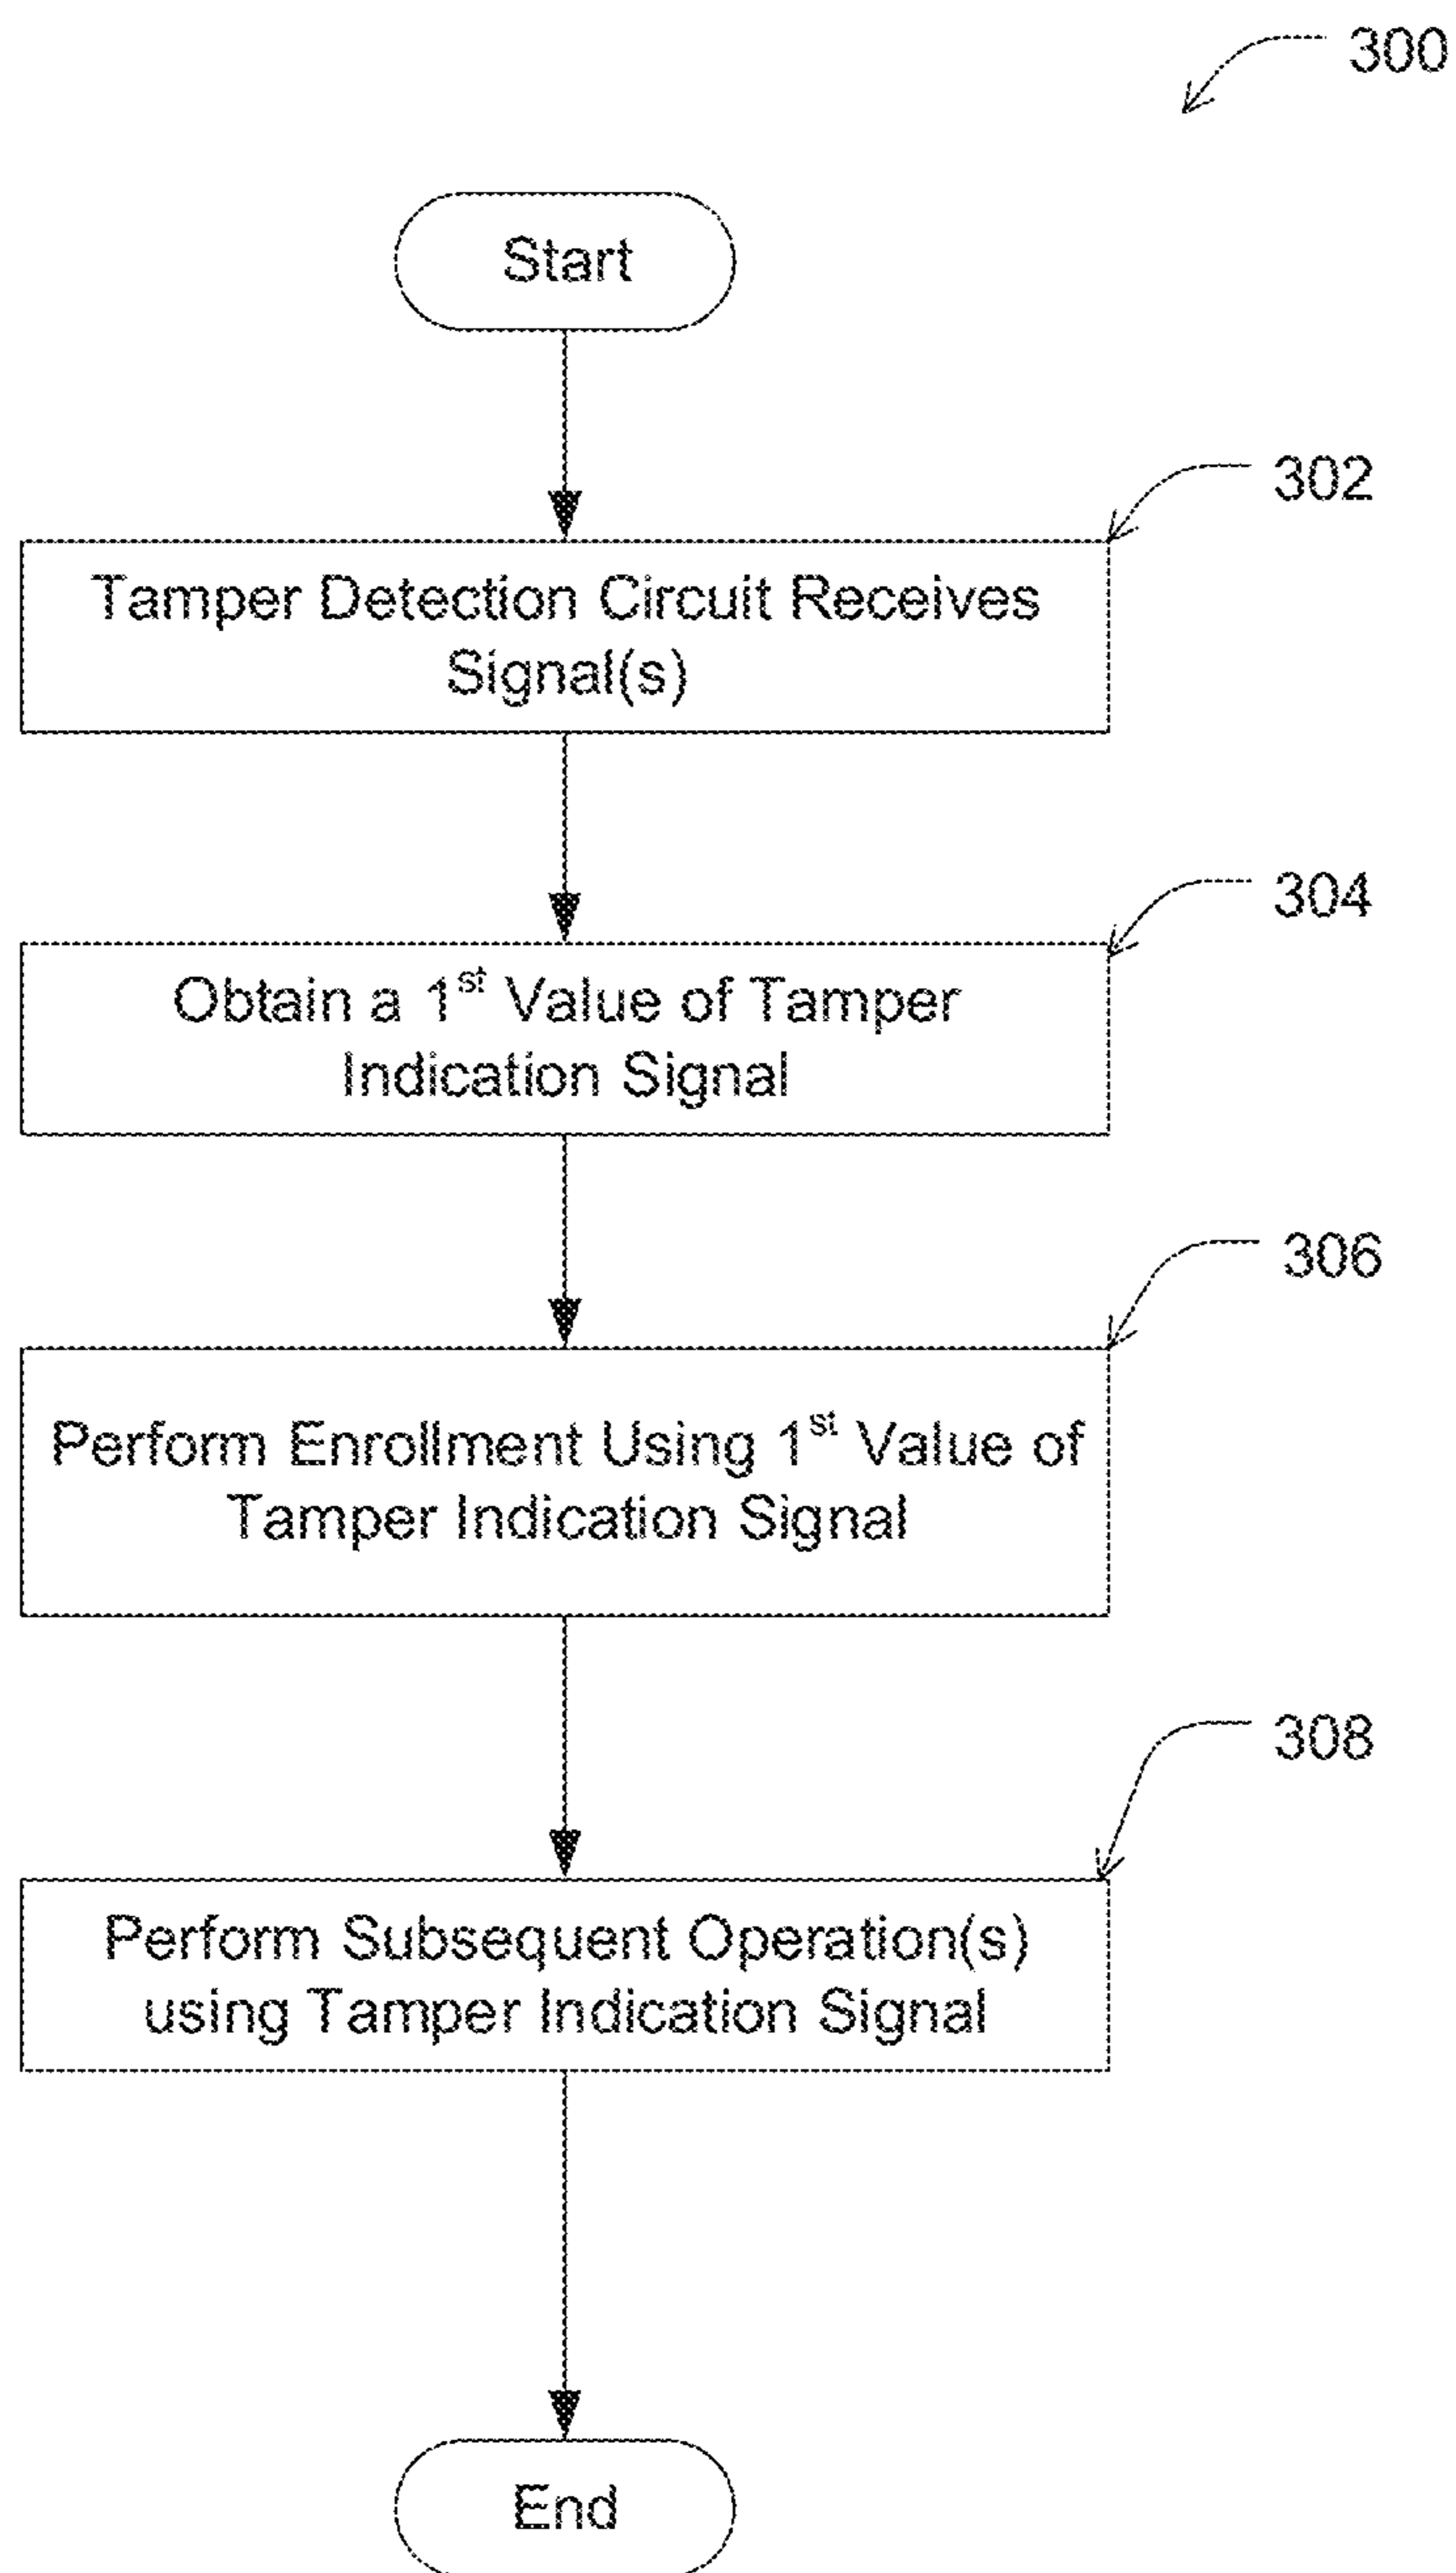 300
Start
302
Tamper Detection Circuit Receives
Signal(s)
304
Obtain a 1st Value of Tamper
Indication Signal
306
Perform Enrollment Using 1st Value of
Tamper Indication Signal
308
Perform Subsequent Operation(s)
using Tamper Indication Signal
End